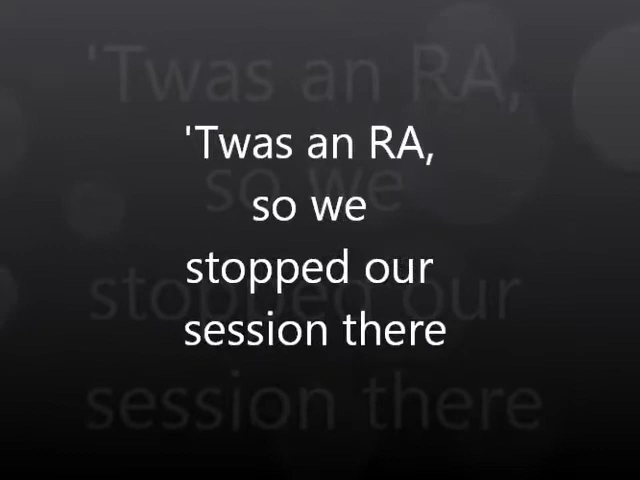 'Twas an RA,
so we
stopped our
session there